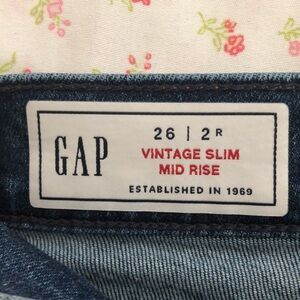 GAP
26 | 2R
VINTAGE SLIM
MID RISE
ESTABLISHED IN 1969